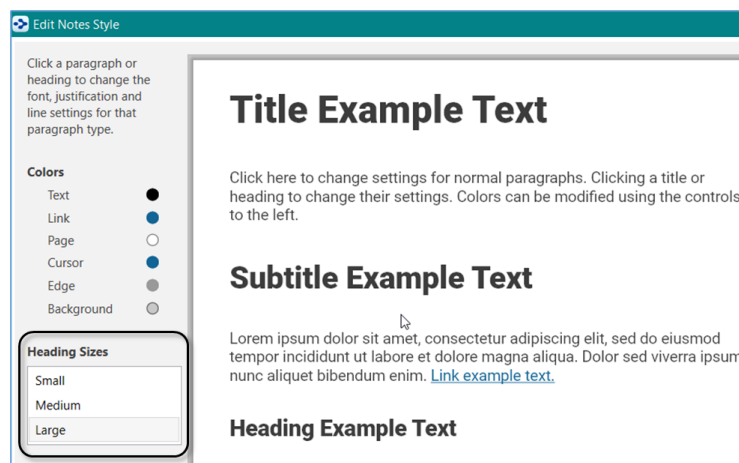 Edit Notes Style
Click a paragraph or
heading to change the
font, justification and
line settings for that
paragraph type.
Colors
Text
Link
Page
Cursor
Edge
Background
Heading Sizes
Small
Medium
Large
Title Example Text
Click here to change settings for normal paragraphs. Clicking a title or
heading to change their settings. Colors can be modified using the controls
to the left.
Subtitle Example Text
Lorem ipsum dolor sit amet, consectetur adipiscing elit, sed do eiusmod
tempor incididunt ut labore et dolore magna aliqua. Dolor sed viverra ipsum
nunc aliquet bibendum enim. Link example text.
Heading Example Text